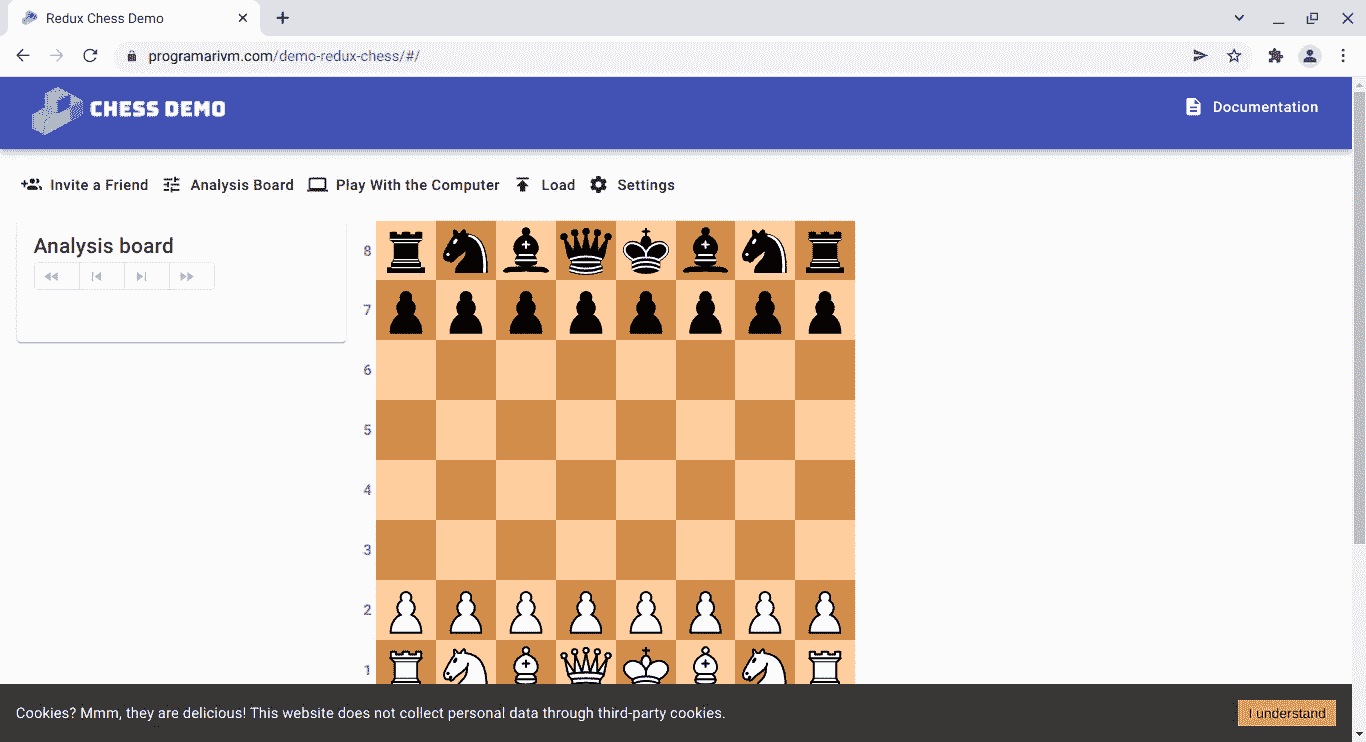 Redux Chess Demo
programarivm.com/demo-redux-chess/#/
CHESS DEMO
Documentation
Invite a Friend Analysis Board Play With the Computer Load Settings
Analysis board
8
7
6
5
4
3
2
1
Cookies? Mmm, they are delicious! This website does not collect personal data through third-party cookies.
I understand